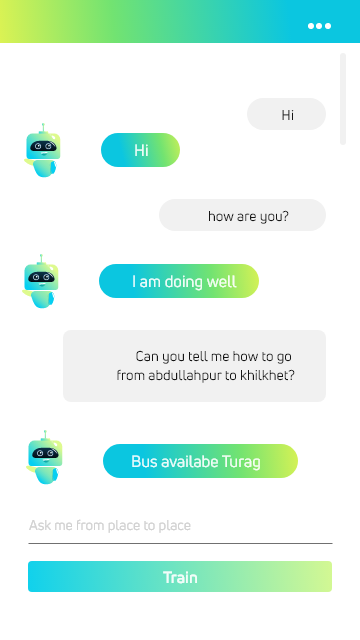 Hi
Hi
how are you?
I am doing well
Can you tell me how to go
from abdullahpur to khilkhet?
Bus availabe Turag
Ask me from place to place
Train